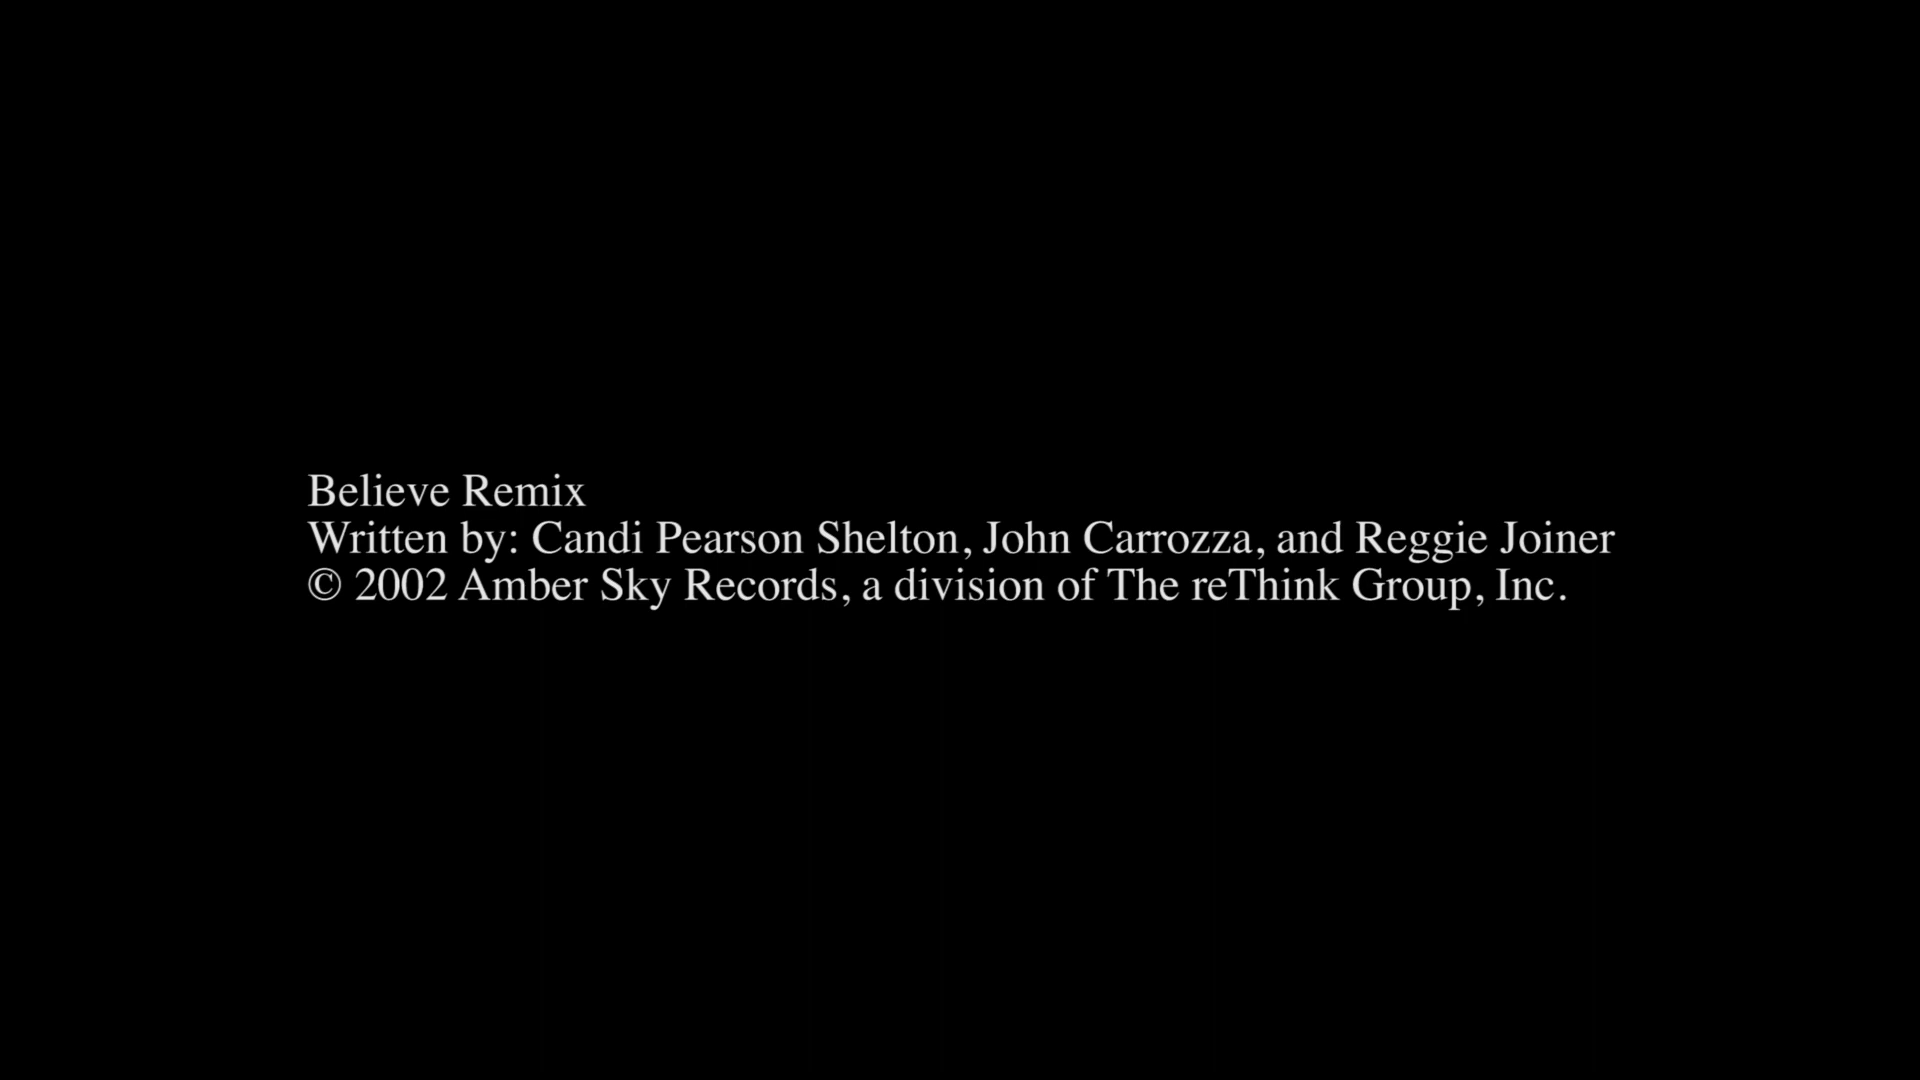 Believe Remix
Written by: Candi Pearson Shelton, John Carrozza, and Reggie Joiner
© 2002 Amber Sky Records, a division of The reThink Group, Inc.